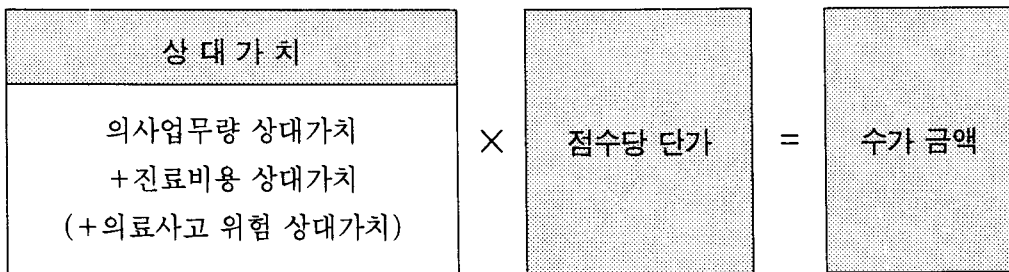 상 대 가 치
의사업무량 상대가치
+진료비용 상대가치
(+의료사고 위험 상대가치)
×
점수당 단가
=
수가 금액